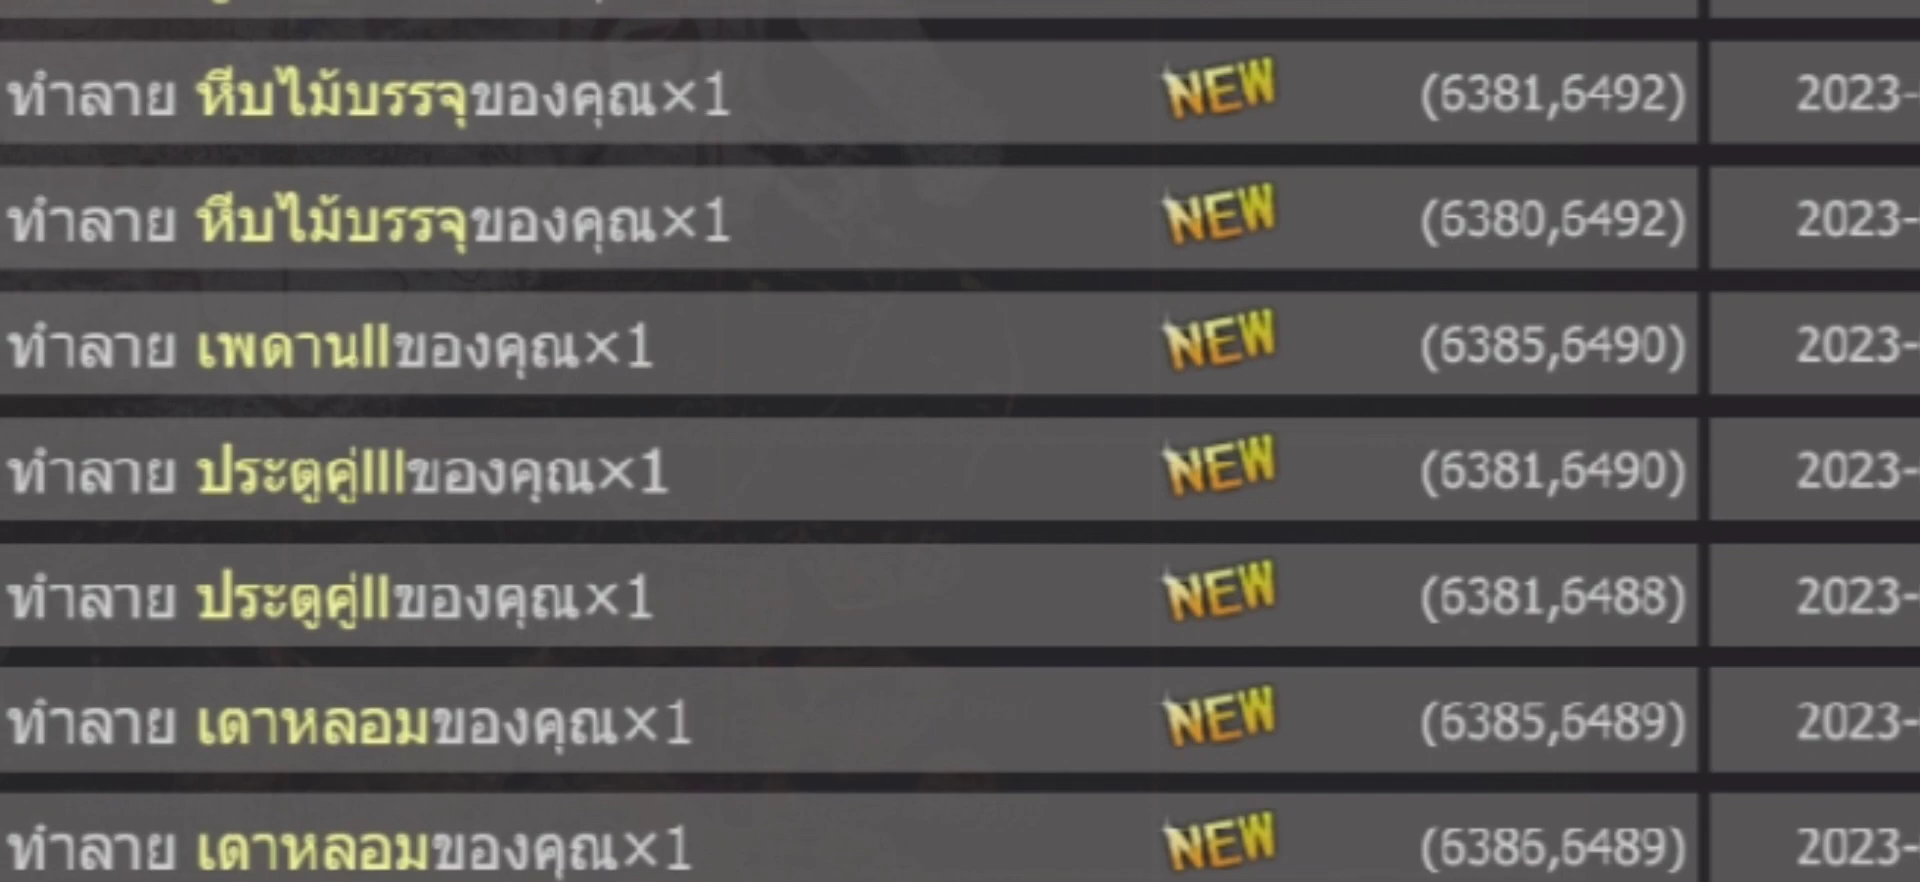 ทำลาย หีบไม้บรรจุของคุณ×1 NEW (6381,6492) 2023-
ทำลาย หีบไม้บรรจุของคุณ×1 NEW (6380,6492) 2023-
ทำลาย เพดานIIของคุณ×1 NEW (6385,6490) 2023-
ทำลาย ประตูคู่IIIของคุณ×1 NEW (6381,6490) 2023-
ทำลาย ประตูคู่IIของคุณ×1 NEW (6381,6488) 2023-
ทำลาย เตาหลอมของคุณ×1 NEW (6385,6489) 2023-
ทำลาย เตาหลอมของคุณ×1 NEW (6386,6489) 2023-